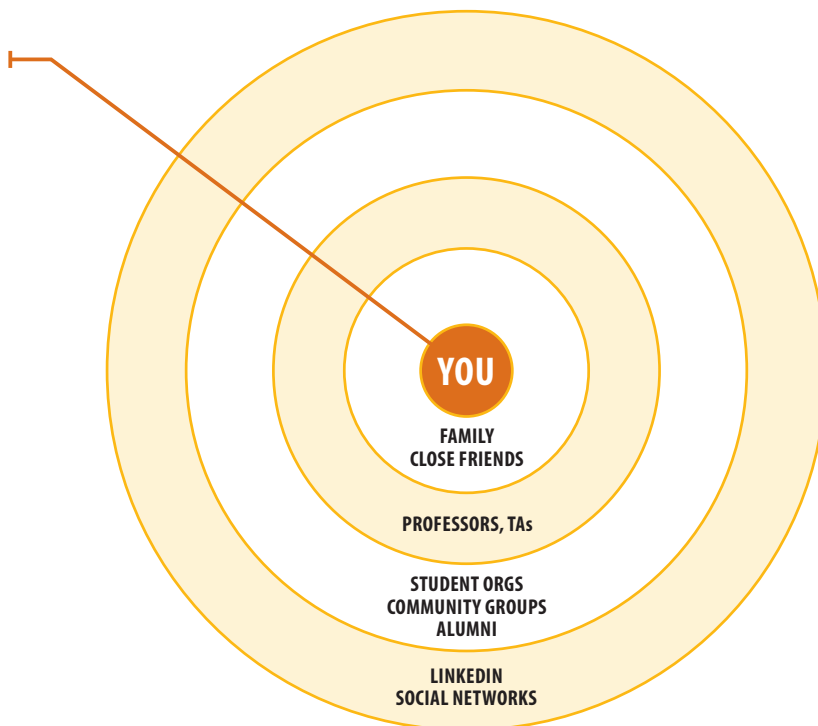 YOU
FAMILY
CLOSE FRIENDS
PROFESSORS, TAs
STUDENT ORGS
COMMUNITY GROUPS
ALUMNI
LINKEDIN
SOCIAL NETWORKS